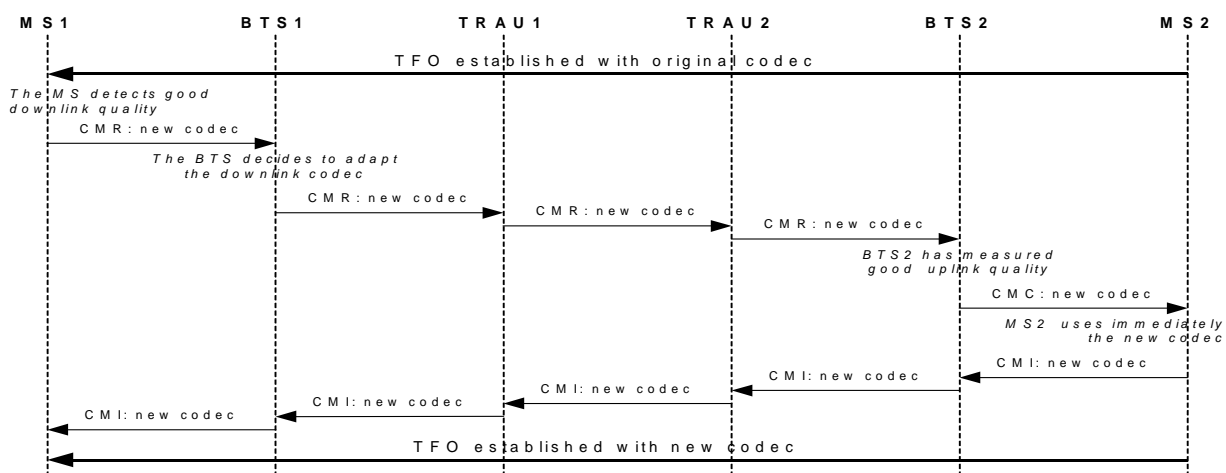 MS1 BTS1 TRAU1 TRAU2 BTS2 MS2
TFO established with original codec
The MS detects good
downlink quality
CMR: new codec
The BTS decides to adapt
the downlink codec
CMR: new codec
CMR: new codec
CMR: new codec
BTS2 has measured
good uplink quality
CMC: new codec
MS2 uses immediately
the new codec
CMI: new codec
CMI: new codec
CMI: new codec
CMI: new codec
CMI: new codec
TFO established with new codec